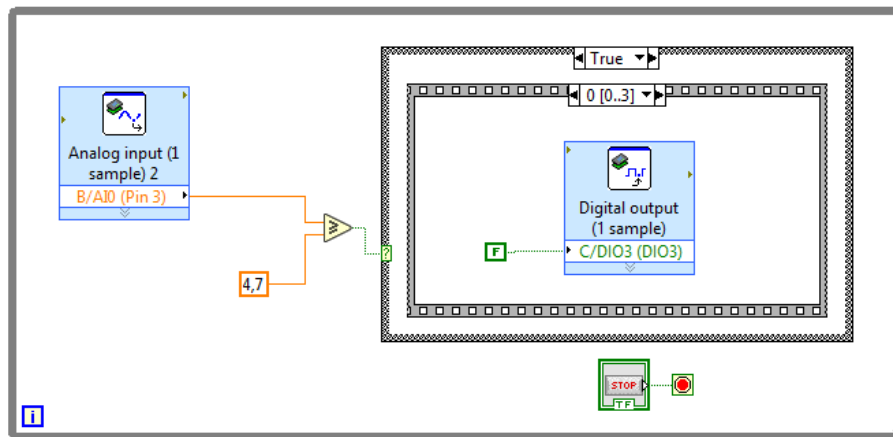 True
0 [0..3]
Analog input (1
sample) 2
B/AI0 (Pin 3)
Digital output
(1 sample)
F
C/DIO3 (DIO3)
?
4,7
STOP
TF
i